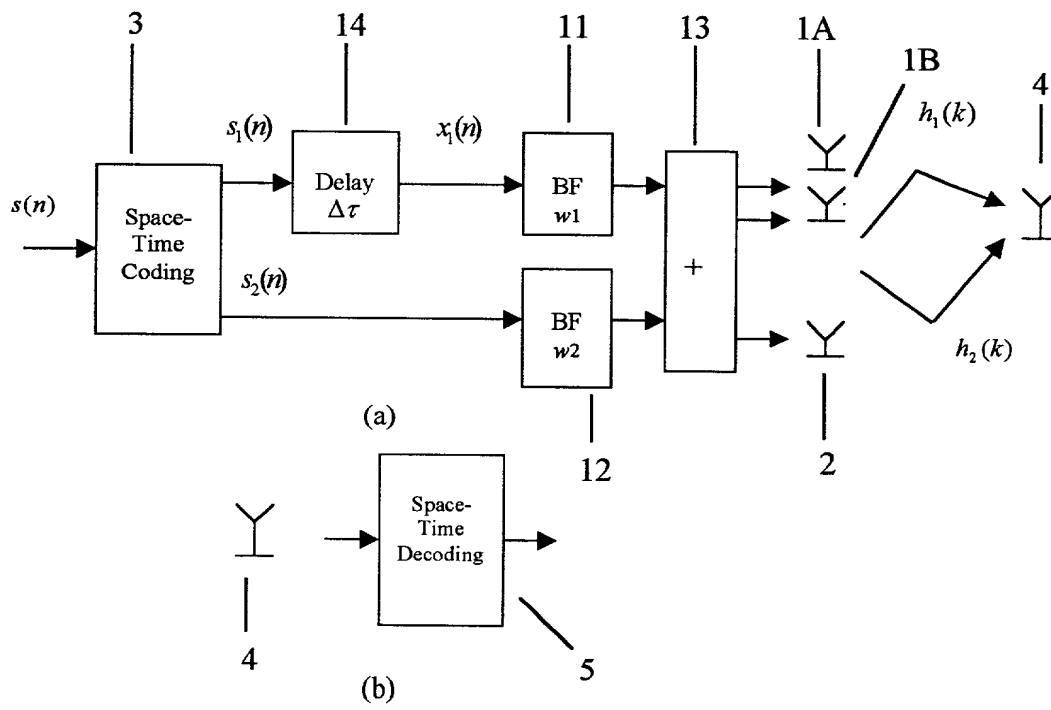 3
14
11
13
1A
1B
4
s(n)
Space-
Time
Coding
s₁(n)
Delay
Δτ
x₁(n)
BF
w1
+
h₁(k)
s₂(n)
BF
w2
h₂(k)
(a)
12
2
Space-
Time
Decoding
4
5
(b)